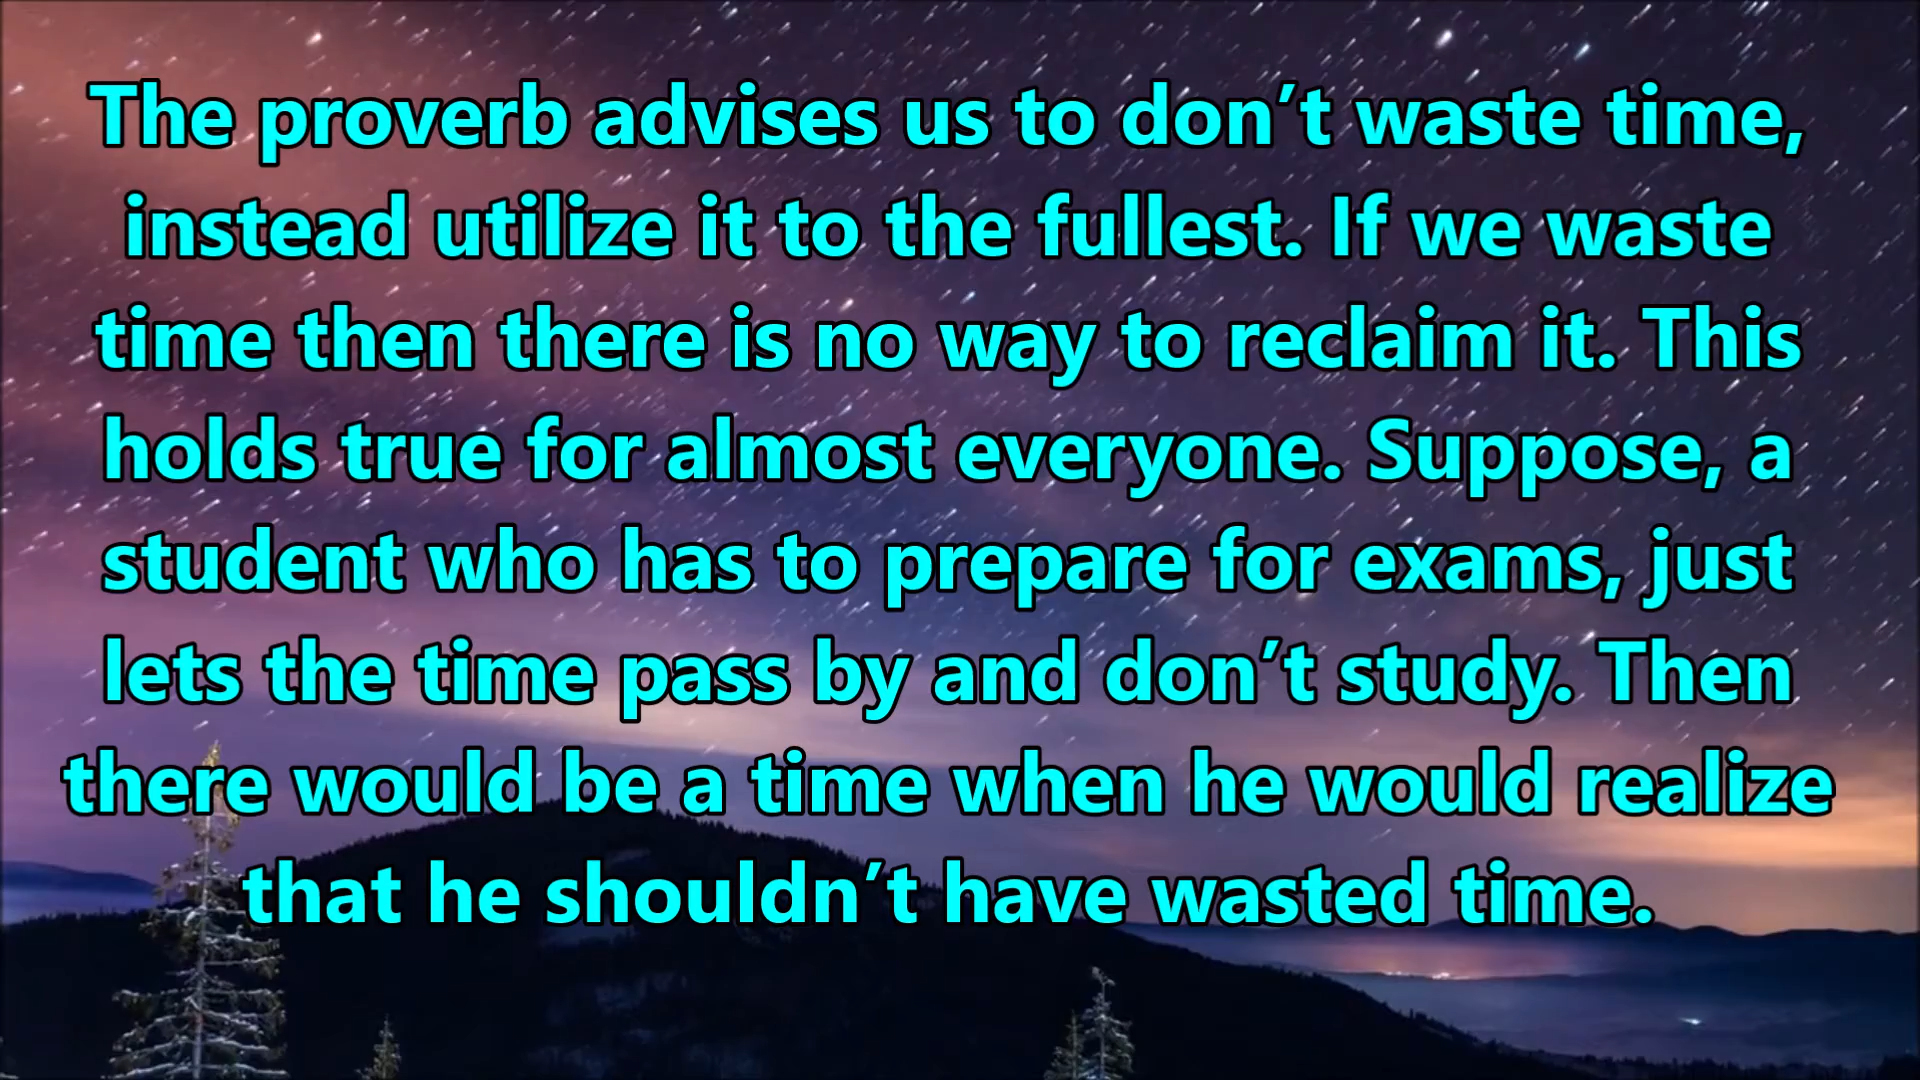 The proverb advises us to don’t waste time,
instead utilize it to the fullest. If we waste
time then there is no way to reclaim it. This
holds true for almost everyone. Suppose, a
student who has to prepare for exams, just
lets the time pass by and don’t study. Then
there would be a time when he would realize
that he shouldn’t have wasted time.